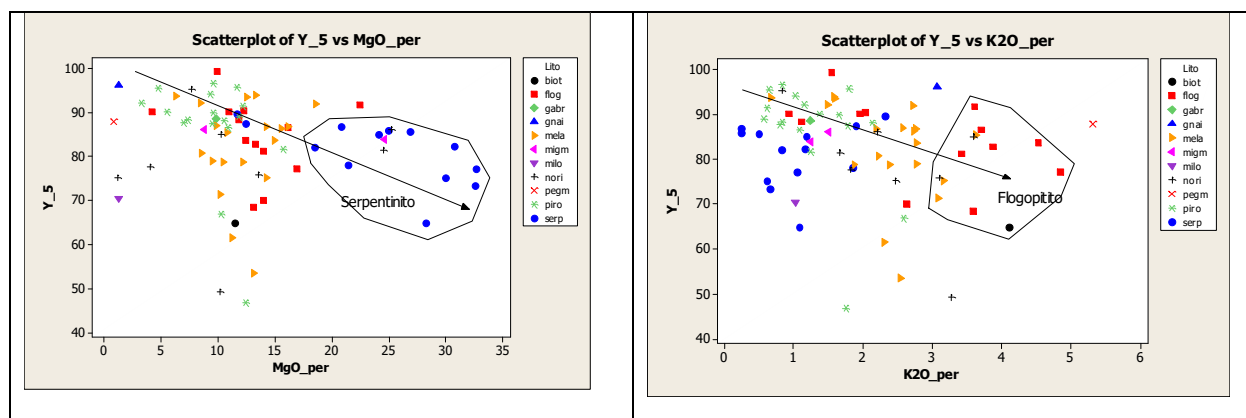 Scatterplot of Y_5 vs MgO_per
100
90
80
70
60
50
40
Y_5
0 5 10 15 20 25 30 35
MgO_per
Serpentinito
Lito
biot
flog
gabr
gnai
mela
migm
milo
nori
pegm
piro
serp
Scatterplot of Y_5 vs K2O_per
100
90
80
70
60
50
40
Y_5
0 1 2 3 4 5 6
K2O_per
Flogopitito
Lito
biot
flog
gabr
gnai
mela
migm
milo
nori
pegm
piro
serp